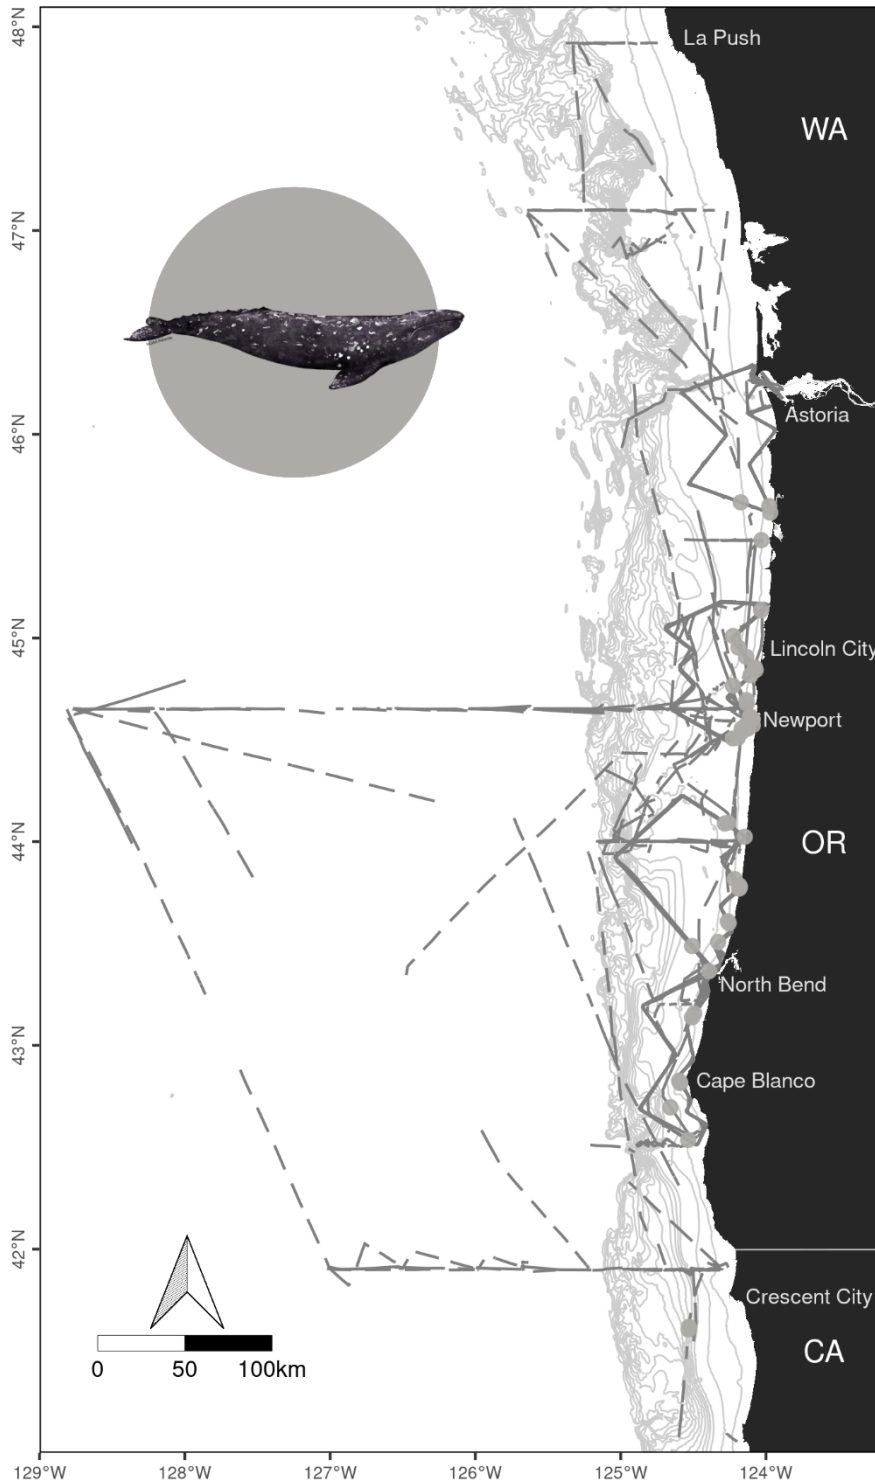 48°N
La Push
WA
47°N
46°N
Astoria
45°N
Lincoln City
Newport
44°N
OR
North Bend
43°N
Cape Blanco
42°N
Crescent City
CA
0 50 100km
129°W 128°W 127°W 126°W 125°W 124°W